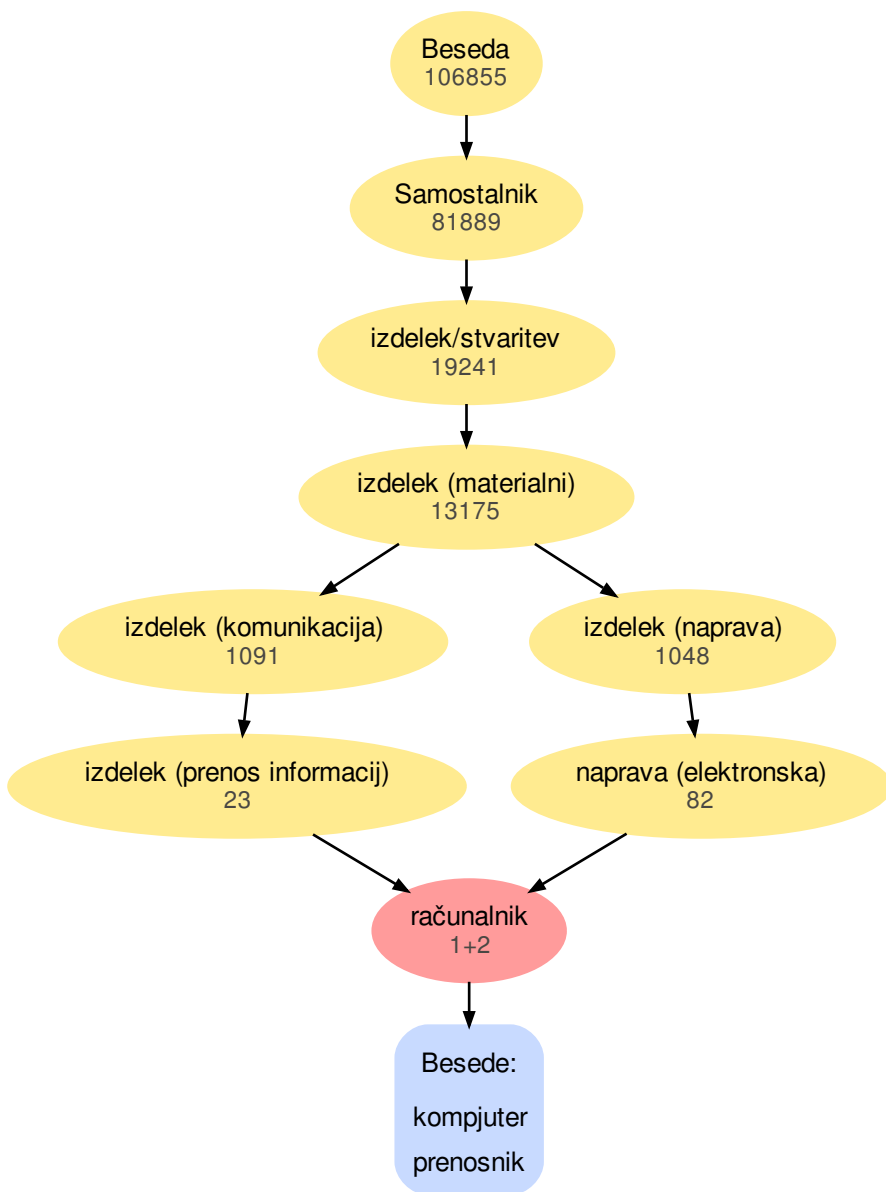 Beseda
106855
Samostalnik
81889
izdelek/stvaritev
19241
izdelek (materialni)
13175
izdelek (komunikacija)
1091
izdelek (naprava)
1048
izdelek (prenos informacij)
23
naprava (elektronska)
82
računalnik
1+2
Besede:
kompjuter
prenosnik